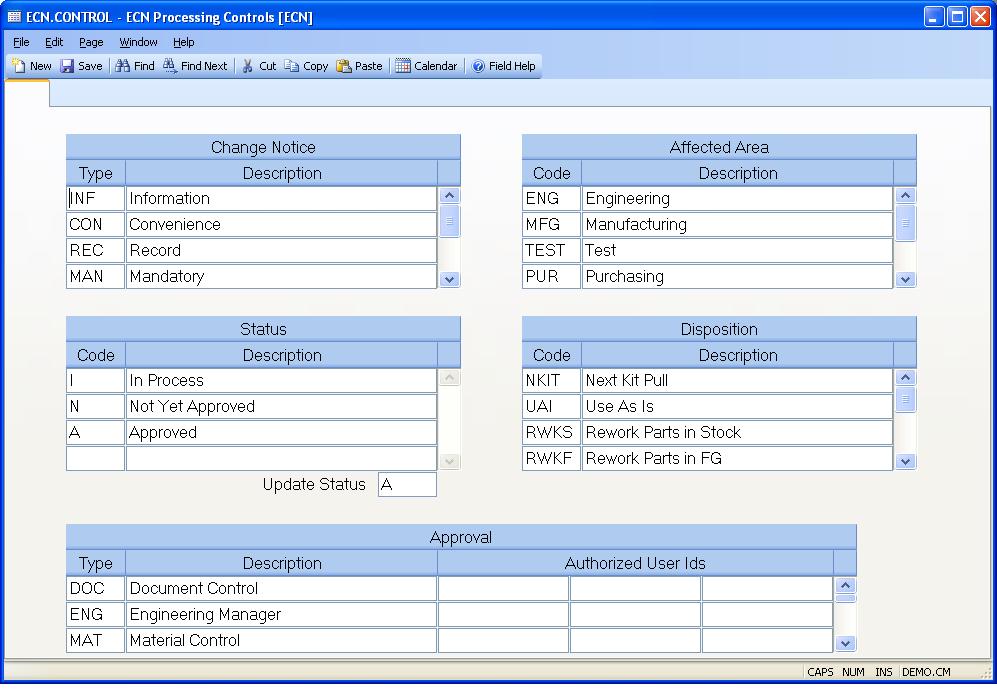 ECN.CONTROL - ECN Processing Controls [ECN]
File Edit Page Window Help
New Save Find Find Next Cut Copy Paste Calendar Field Help
Change Notice
Type Description
INF Information
CON Convenience
REC Record
MAN Mandatory
Affected Area
Code Description
ENG Engineering
MFG Manufacturing
TEST Test
PUR Purchasing
Status
Code Description
I In Process
N Not Yet Approved
A Approved
Update Status A
Disposition
Code Description
NKIT Next Kit Pull
UAI Use As Is
RWKS Rework Parts in Stock
RWKF Rework Parts in FG
Approval
Type Description Authorized User Ids
DOC Document Control
ENG Engineering Manager
MAT Material Control
CAPS NUM INS DEMO.CM